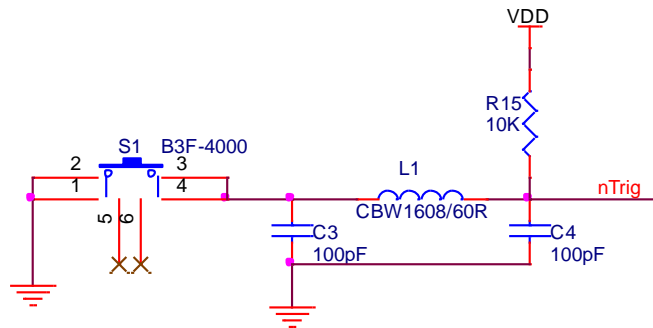 VDD
R15
10K
S1 B3F-4000
2 3
1 4
5 6
L1
nTrig
CBW1608/60R
C3
100pF
C4
100pF